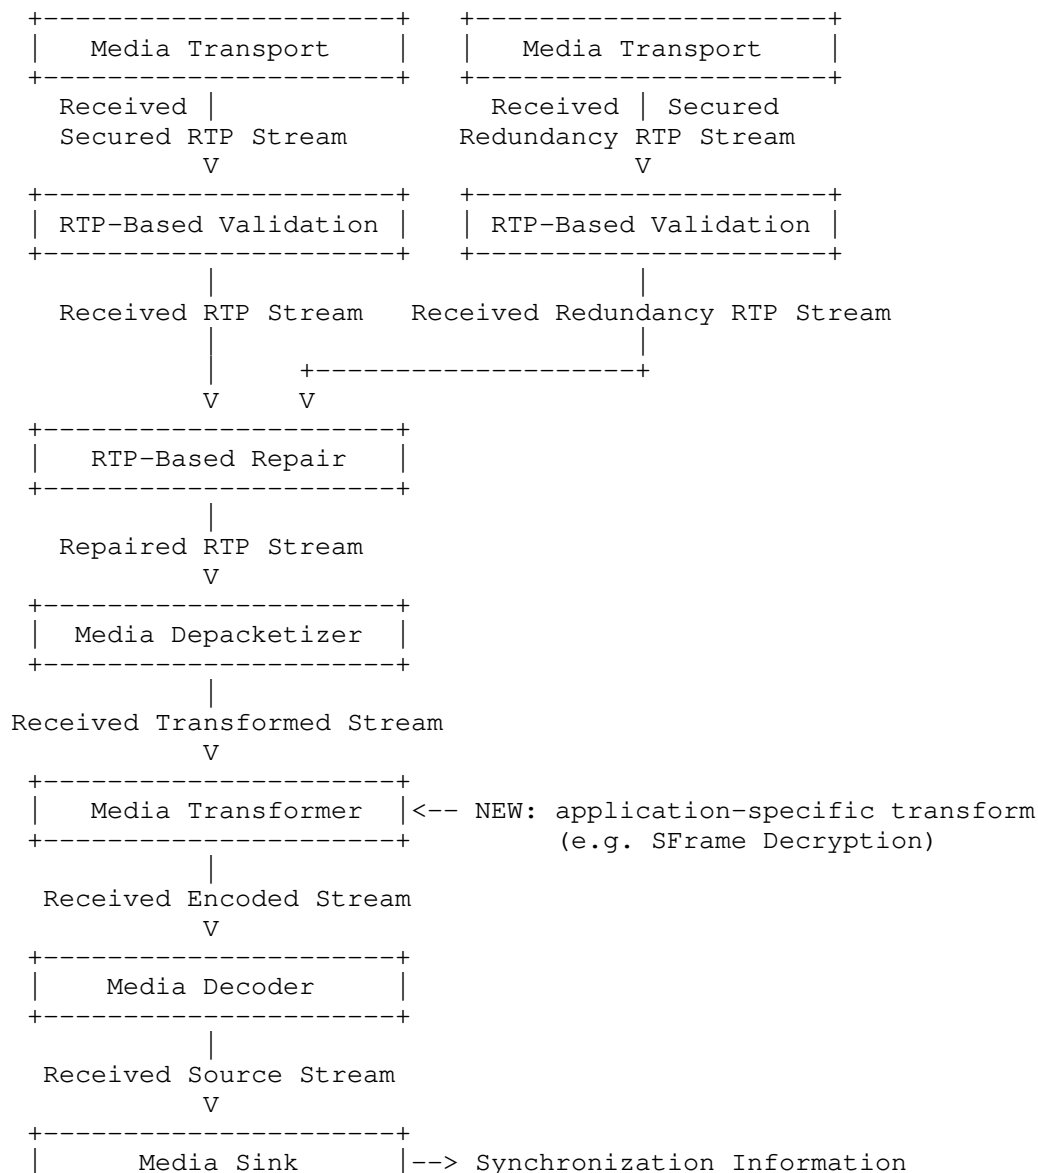 +----------------------+   +----------------------+
|   Media Transport    |   |   Media Transport    |
+----------------------+   +----------------------+
  Received |                 Received | Secured
  Secured RTP Stream       Redundancy RTP Stream
           V                          V
+----------------------+   +----------------------+
| RTP-Based Validation |   | RTP-Based Validation |
+----------------------+   +----------------------+
           |                          |
  Received RTP Stream   Received Redundancy RTP Stream
           |                          |
           |     +--------------------+
           V     V
+----------------------+
|   RTP-Based Repair   |
+----------------------+
           |
  Repaired RTP Stream
           V
+----------------------+
|  Media Depacketizer  |
+----------------------+
           |
Received Transformed Stream
           V
+----------------------+
|   Media Transformer  |<-- NEW: application-specific transform
+----------------------+         (e.g. SFrame Decryption)
           |
 Received Encoded Stream
           V
+----------------------+
|    Media Decoder     |
+----------------------+
           |
 Received Source Stream
           V
+----------------------+
|      Media Sink      |--> Synchronization Information